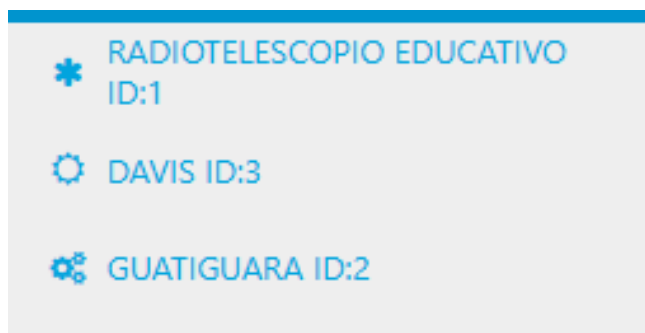 RADIOTELESCOPIO EDUCATIVO
ID:1
DAVIS ID:3
GUATIGUARA ID:2